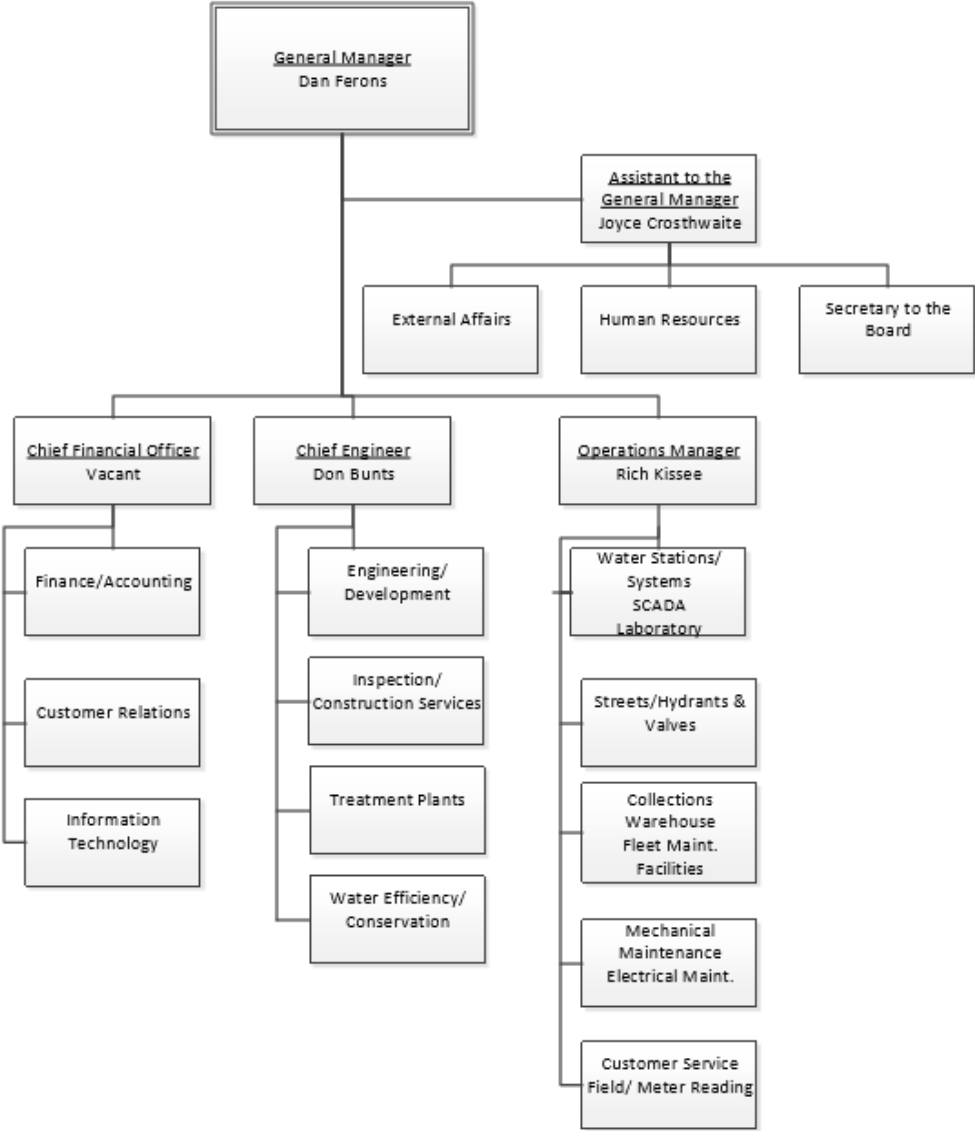 General Manager
Dan Ferons
Assistant to the
General Manager
Joyce Crosthwaite
External Affairs
Human Resources
Secretary to the
Board
Chief Financial Officer
Vacant
Chief Engineer
Don Bunts
Operations Manager
Rich Kissee
Finance/Accounting
Customer Relations
Information
Technology
Engineering/
Development
Inspection/
Construction Services
Treatment Plants
Water Efficiency/
Conservation
Water Stations/
Systems
SCADA
Laboratory
Streets/Hydrants &
Valves
Collections
Warehouse
Fleet Maint.
Facilities
Mechanical
Maintenance
Electrical Maint.
Customer Service
Field/ Meter Reading